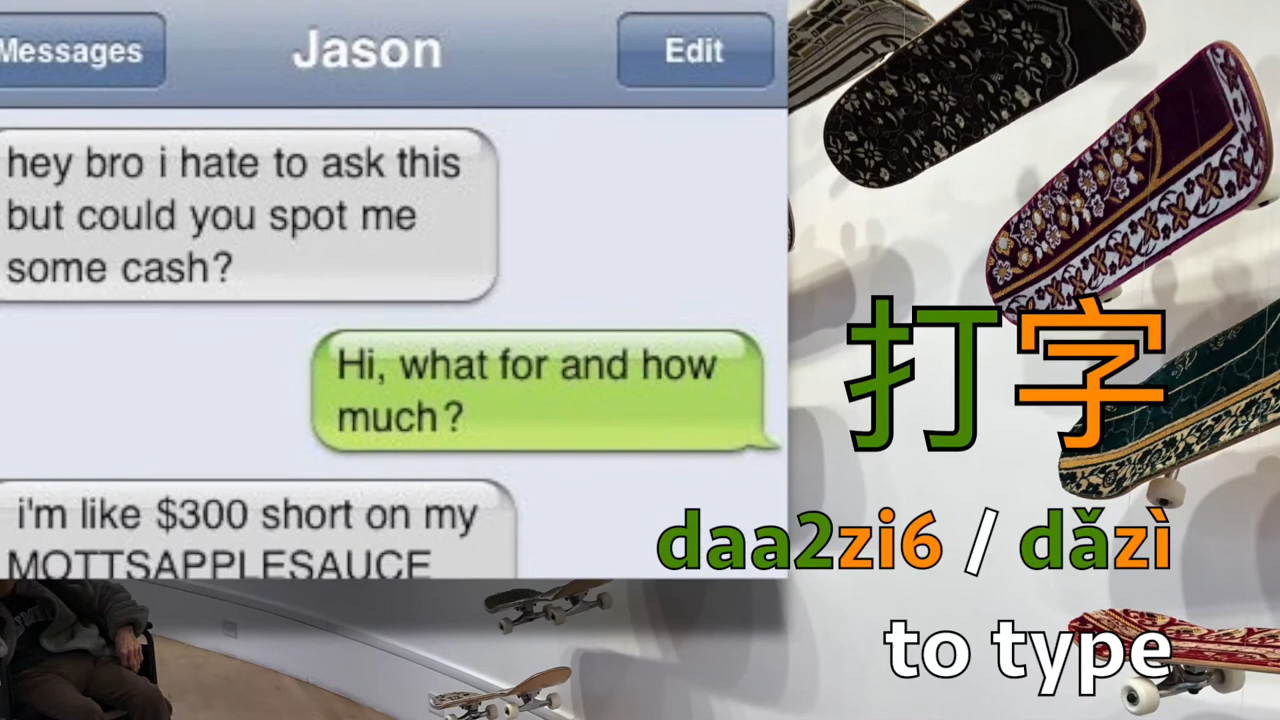 Messages
Jason
Edit
hey bro i hate to ask this
but could you spot me
some cash?
Hi, what for and how
much?
i'm like $300 short on my
MOTTSAPPLESAUCE
打字
daa2zi6 / dǎzì
to type